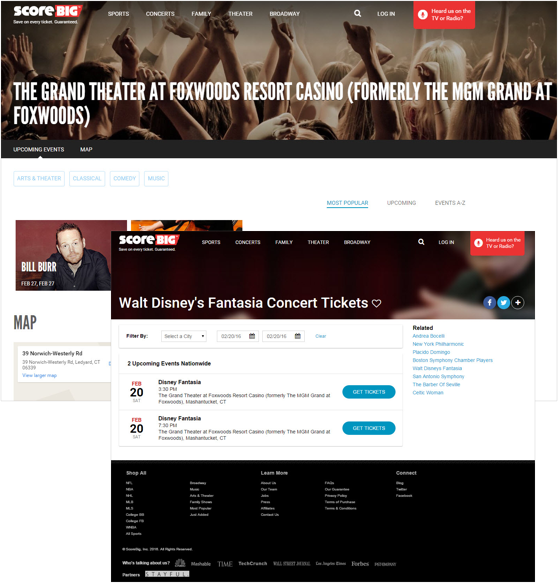 scoreBIG
Save on every ticket. Guaranteed.
SPORTS CONCERTS FAMILY THEATER BROADWAY LOG IN
Heard us on the
TV or Radio?
THE GRAND THEATER AT FOXWOODS RESORT CASINO (FORMERLY THE MGM GRAND AT
FOXWOODS)
UPCOMING EVENTS MAP
ARTS & THEATER CLASSICAL COMEDY MUSIC
MOST POPULAR UPCOMING EVENTS A-Z
BILL BURR
FEB 27, FEB 27
MAP
39 Norwich-Westerly Rd
39 Norwich-Westerly Rd, Ledyard, CT
06339
View larger map
scoreBIG
Save on every ticket. Guaranteed.
SPORTS CONCERTS FAMILY THEATER BROADWAY LOG IN
Heard us on the
TV or Radio?
Walt Disney's Fantasia Concert Tickets
Filter By: Select a City 02/20/16 02/20/16 Clear
Related
Andrea Bocelli
New York Philharmonic
Placido Domingo
Boston Symphony Chamber Players
Walt Disneys Fantasia
San Antonio Symphony
The Barber Of Seville
Celtic Woman
2 Upcoming Events Nationwide
FEB
20
SAT
Disney Fantasia
3:30 PM
The Grand Theater at Foxwoods Resort Casino (formerly The MGM Grand at
Foxwoods), Mashantucket, CT
GET TICKETS
FEB
20
SAT
Disney Fantasia
7:30 PM
The Grand Theater at Foxwoods Resort Casino (formerly The MGM Grand at
Foxwoods), Mashantucket, CT
GET TICKETS
Shop All
NFL
NBA
NHL
MLB
MLS
College BB
College FB
WNBA
All Sports
Broadway
Music
Arts & Theater
Family Shows
Most Popular
Just Added
Learn More
About Us
Our Team
Jobs
Press
Affiliates
Contact Us
FAQs
Our Guarantee
Privacy Policy
Terms of Purchase
Terms & Conditions
Connect
Blog
Twitter
Facebook
© ScoreBig, Inc. 2016. All Rights Reserved.
Who's talking about us? Mashable TIME TechCrunch WALL STREET JOURNAL Los Angeles Times Forbes
Partners STAYFUL